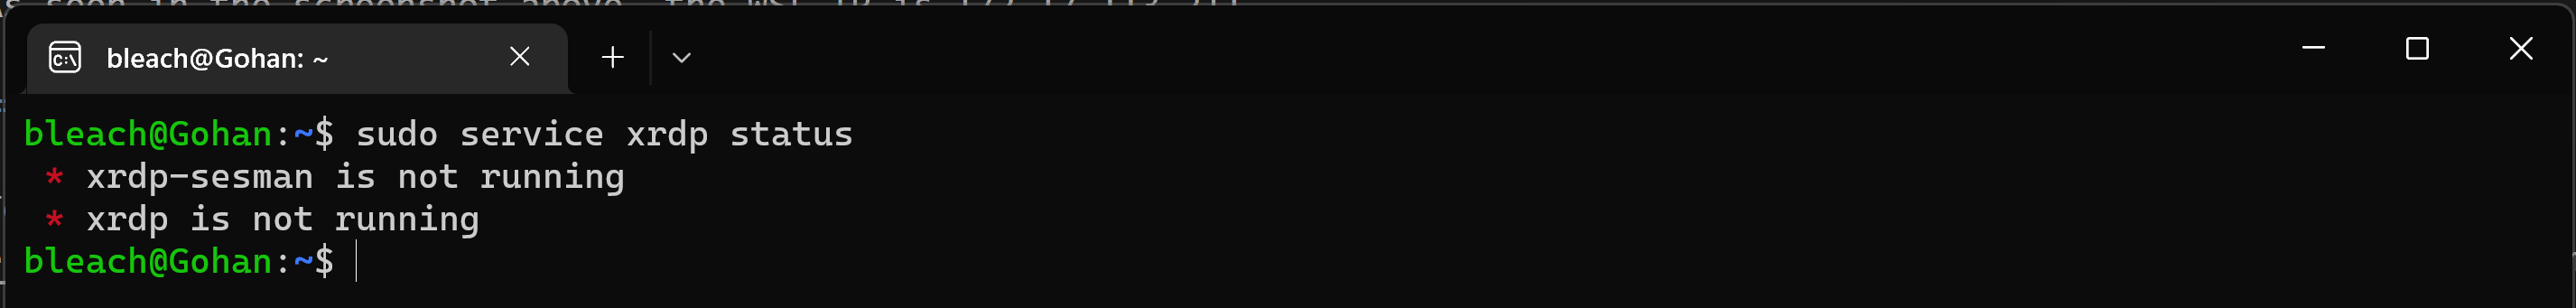 bleach@Gohan: ~
bleach@Gohan:~$ sudo service xrdp status
* xrdp-sesman is not running
* xrdp is not running
bleach@Gohan:~$